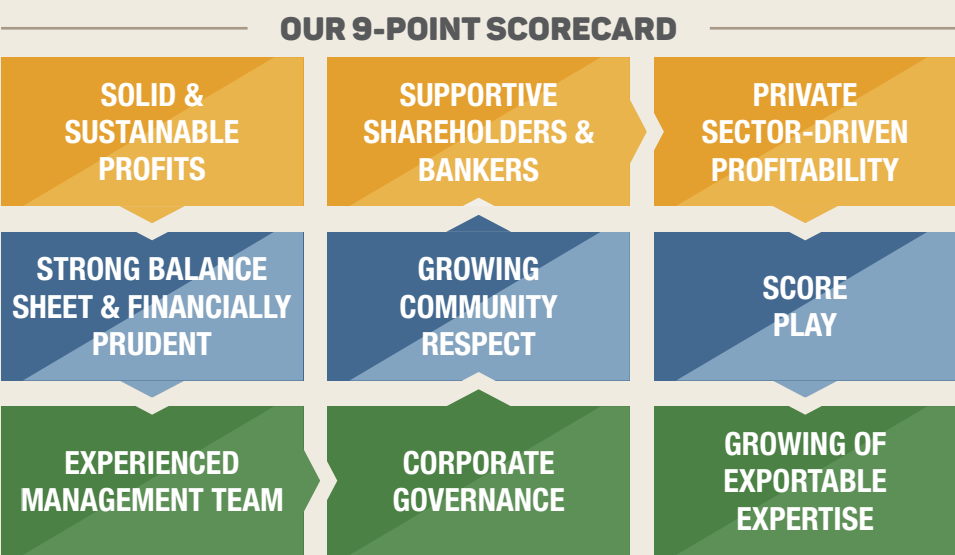 OUR 9-POINT SCORECARD
SOLID &
SUSTAINABLE
PROFITS
SUPPORTIVE
SHAREHOLDERS &
BANKERS
PRIVATE
SECTOR-DRIVEN
PROFITABILITY
STRONG BALANCE
SHEET & FINANCIALLY
PRUDENT
GROWING
COMMUNITY
RESPECT
SCORE
PLAY
EXPERIENCED
MANAGEMENT TEAM
CORPORATE
GOVERNANCE
GROWING OF
EXPORTABLE
EXPERTISE